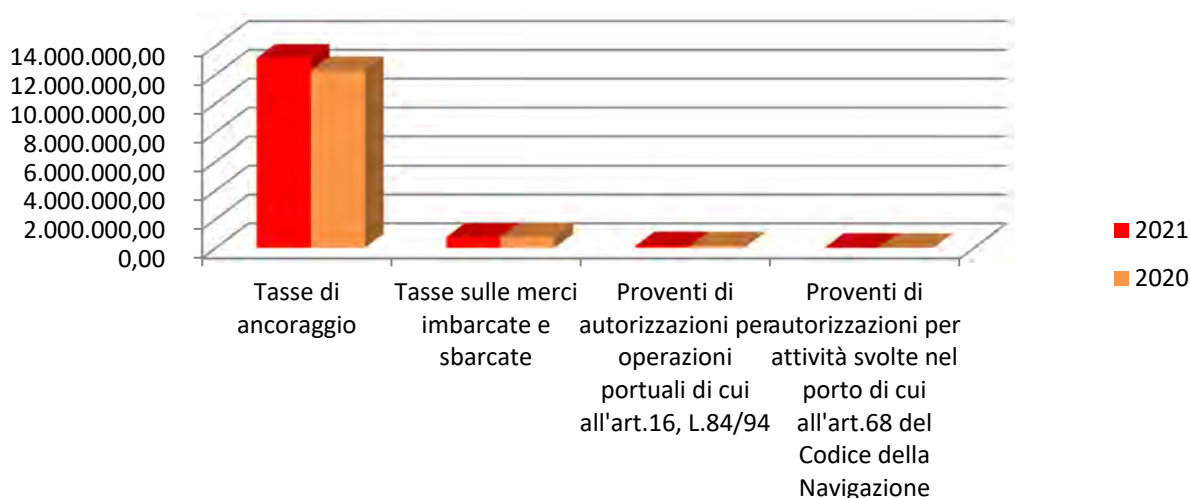 14.000.000,00
12.000.000,00
10.000.000,00
8.000.000,00
6.000.000,00
4.000.000,00
2.000.000,00
0,00
Tasse di
ancoraggio
Tasse sulle merci
imbarcate e
sbarcate
Proventi di
autorizzazioni per
operazioni
portuali di cui
all'art.16, L.84/94
Proventi di
autorizzazioni per
attività svolte nel
porto di cui
all'art.68 del
Codice della
Navigazione
2021
2020